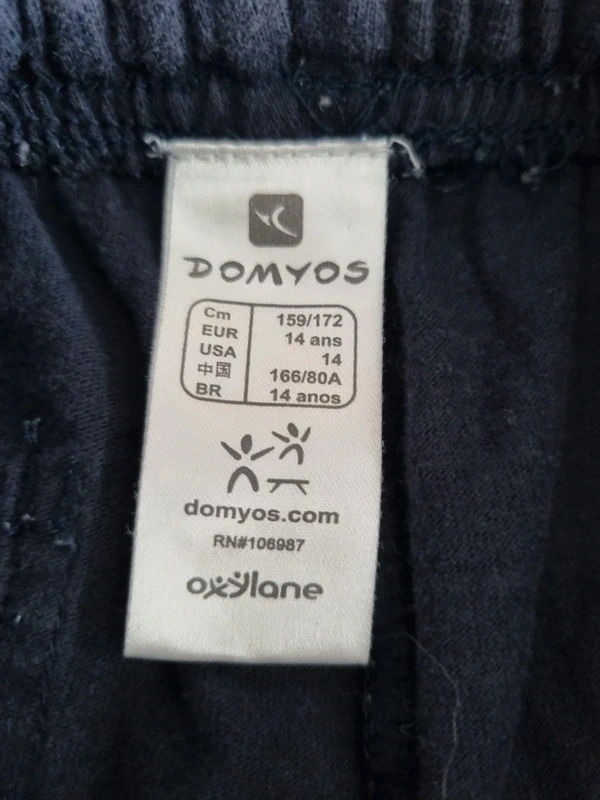 DOMYOS
Cm 159/172
EUR 14 ans
USA 14
中国 166/80A
BR 14 anos
domyos.com
RN#106987
oxylane